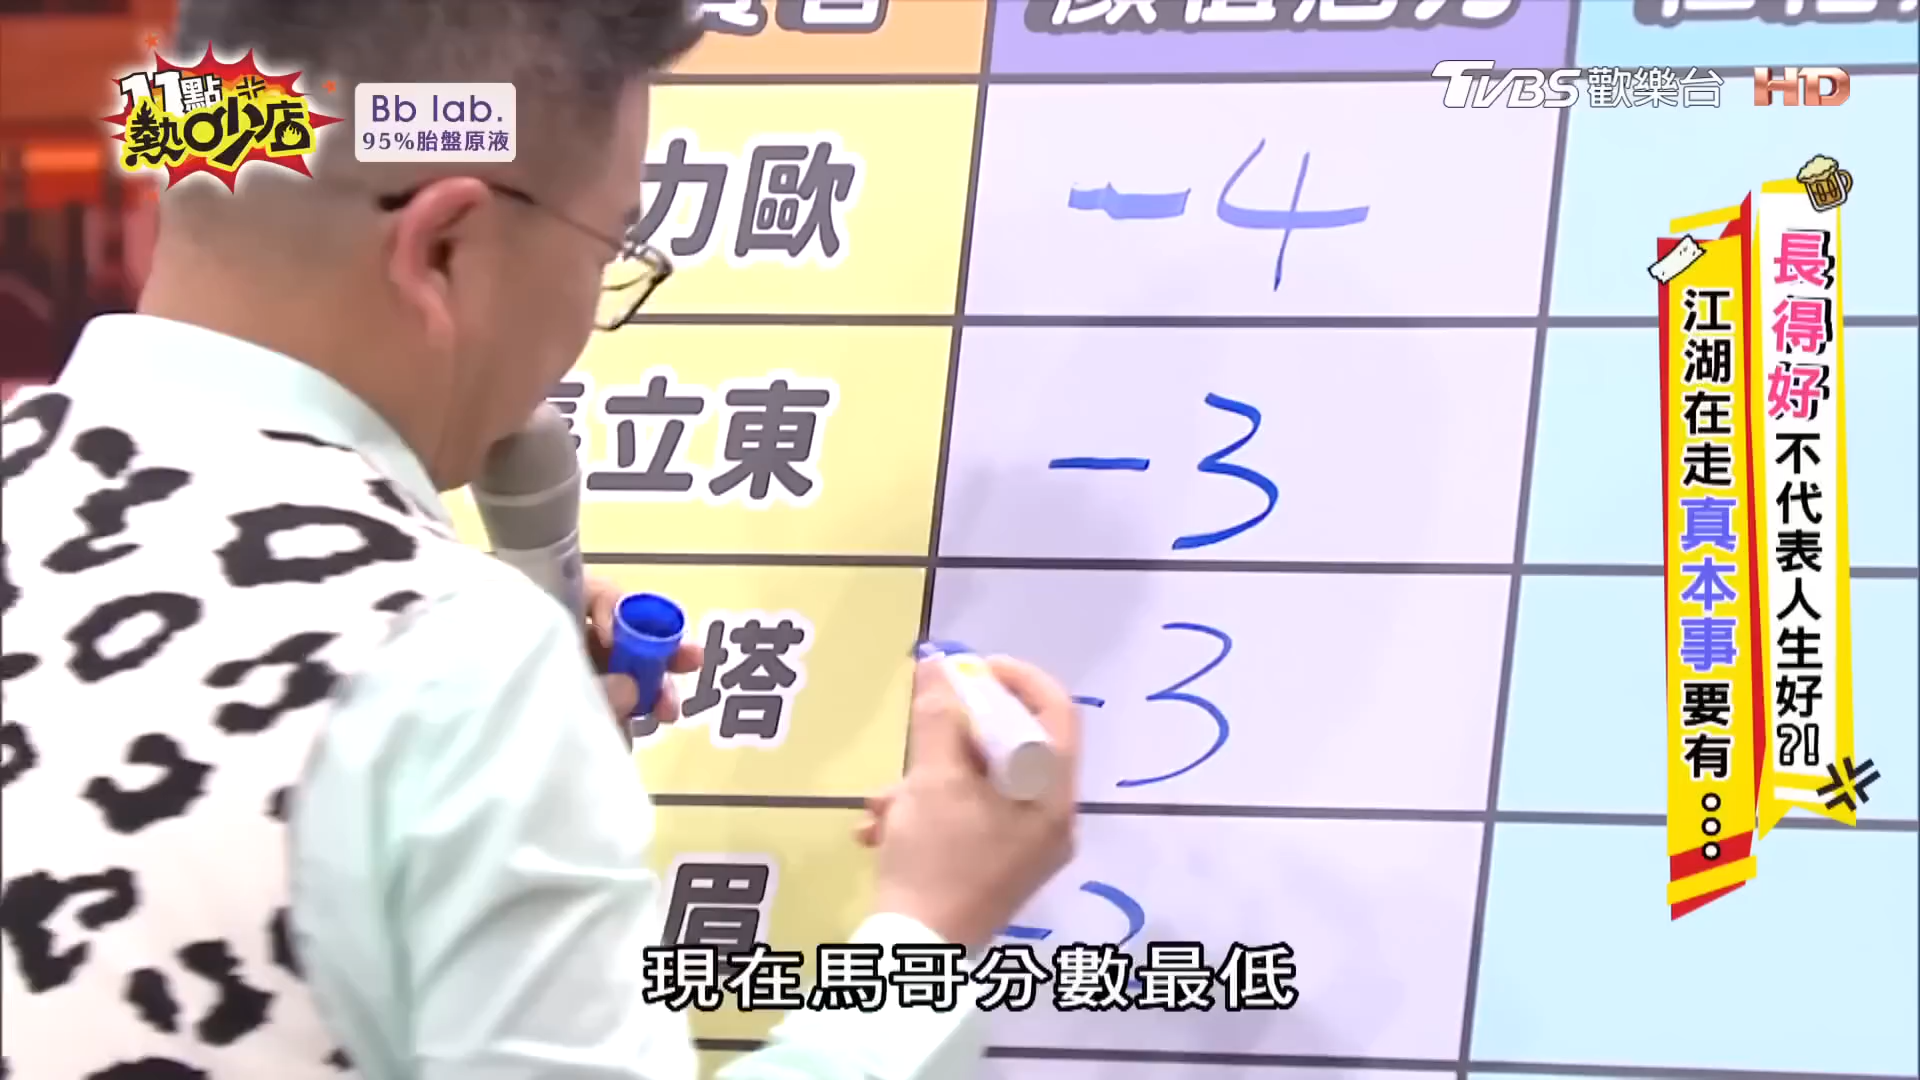 11點
熱吵店
Bb lab.
95%胎盤原液
TVBS歡樂台 HD
力歐
-4
立東
-3
塔
-3
眉
長得好不代表人生好?!
江湖在走真本事要有...
現在馬哥分數最低